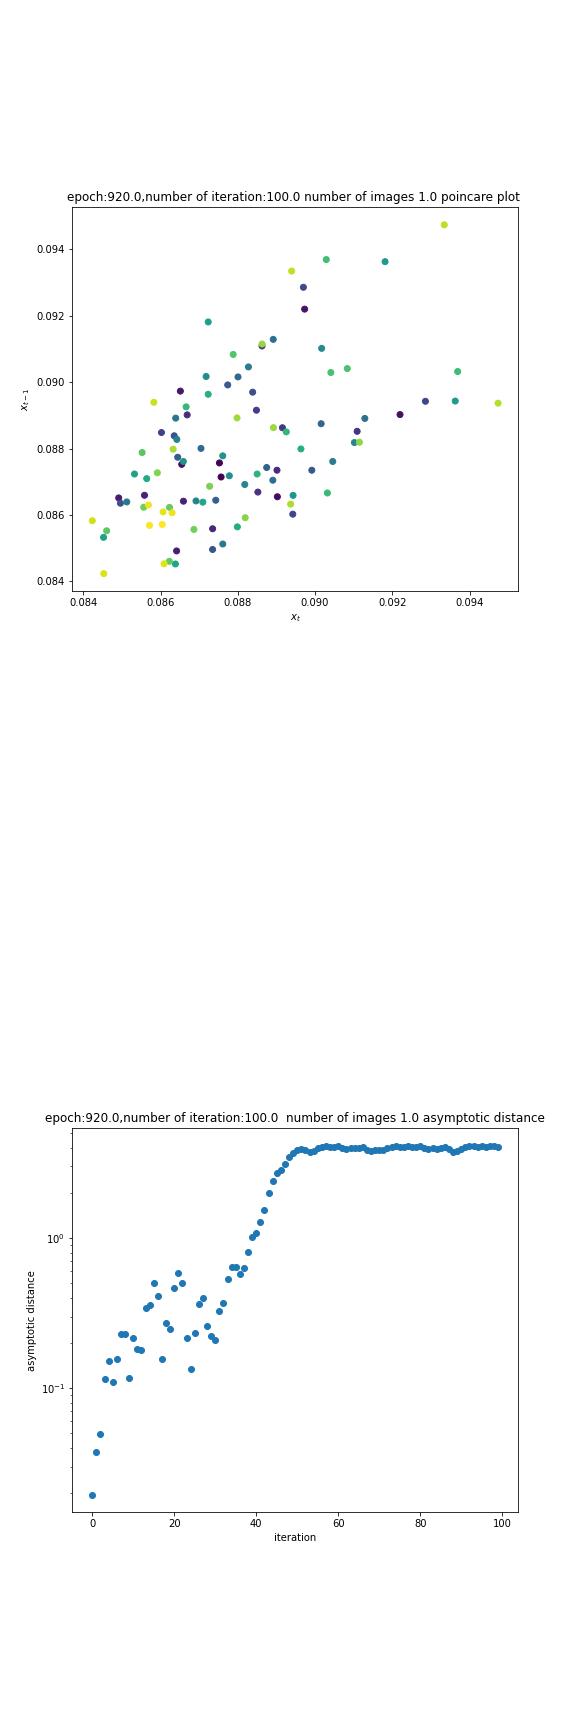 epoch:920.0,number of iteration:100.0 number of images 1.0 poincare plot
0.094
0.092
0.090
0.088
0.086
0.084
x_{t-1}
0.084 0.086 0.088 0.090 0.092 0.094
x_t
epoch:920.0,number of iteration:100.0 number of images 1.0 asymptotic distance
10^0
10^{-1}
asymptotic distance
0 20 40 60 80 100
iteration